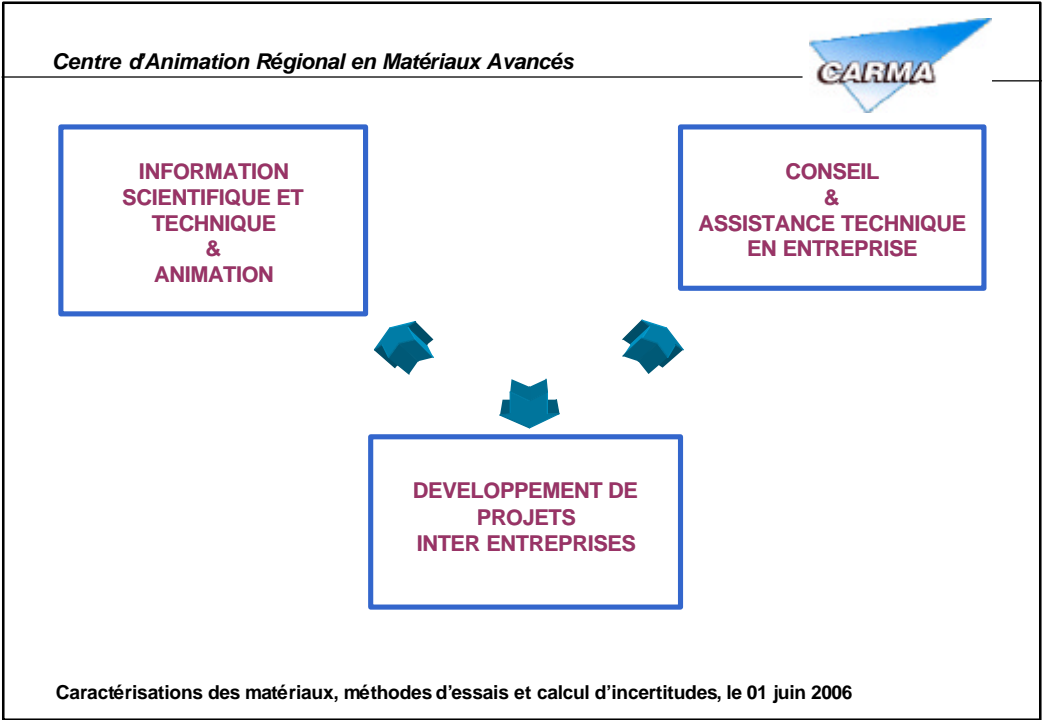 Centre d'Animation Régional en Matériaux Avancés
CARMA
INFORMATION
SCIENTIFIQUE ET
TECHNIQUE
&
ANIMATION
CONSEIL
&
ASSISTANCE TECHNIQUE
EN ENTREPRISE
DEVELOPPEMENT DE
PROJETS
INTER ENTREPRISES
Caractérisations des matériaux, méthodes d'essais et calcul d'incertitudes, le 01 juin 2006